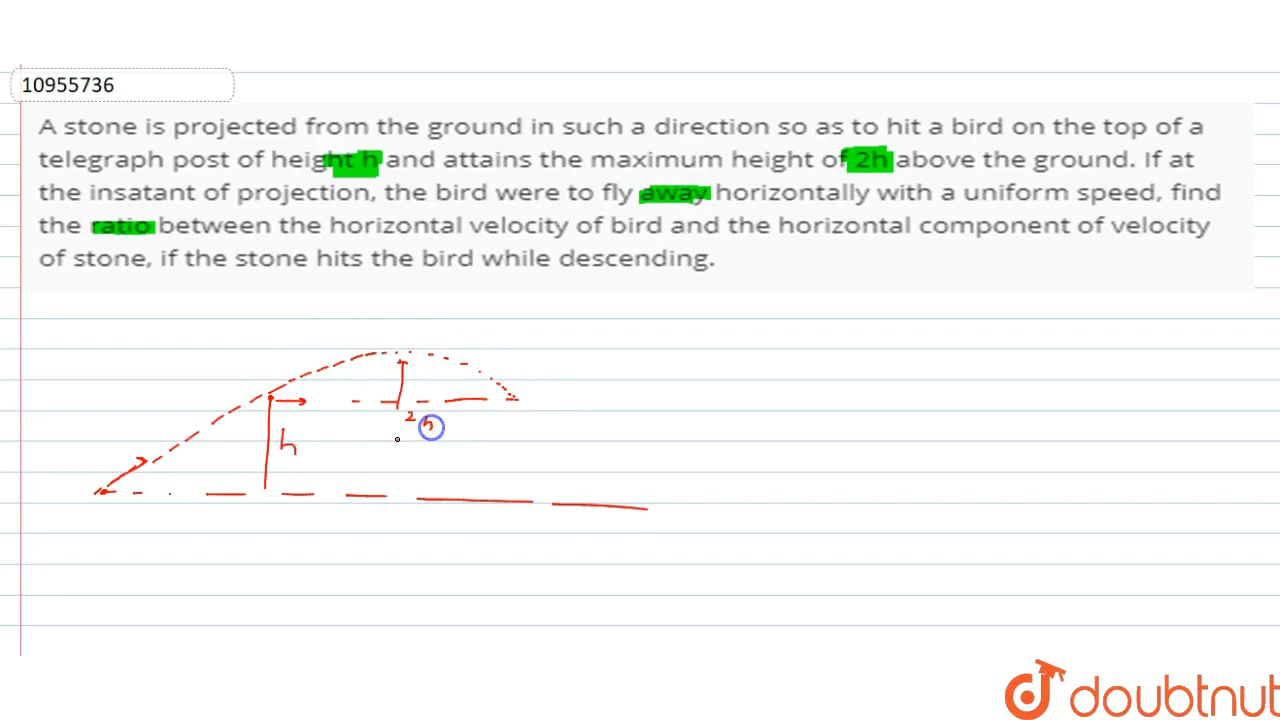 10955736
A stone is projected from the ground in such a direction so as to hit a bird on the top of a
telegraph post of height h and attains the maximum height of 2h above the ground. If at
the insatant of projection, the bird were to fly away horizontally with a uniform speed, find
the ratio between the horizontal velocity of bird and the horizontal component of velocity
of stone, if the stone hits the bird while descending.
2h
h
doubtnut